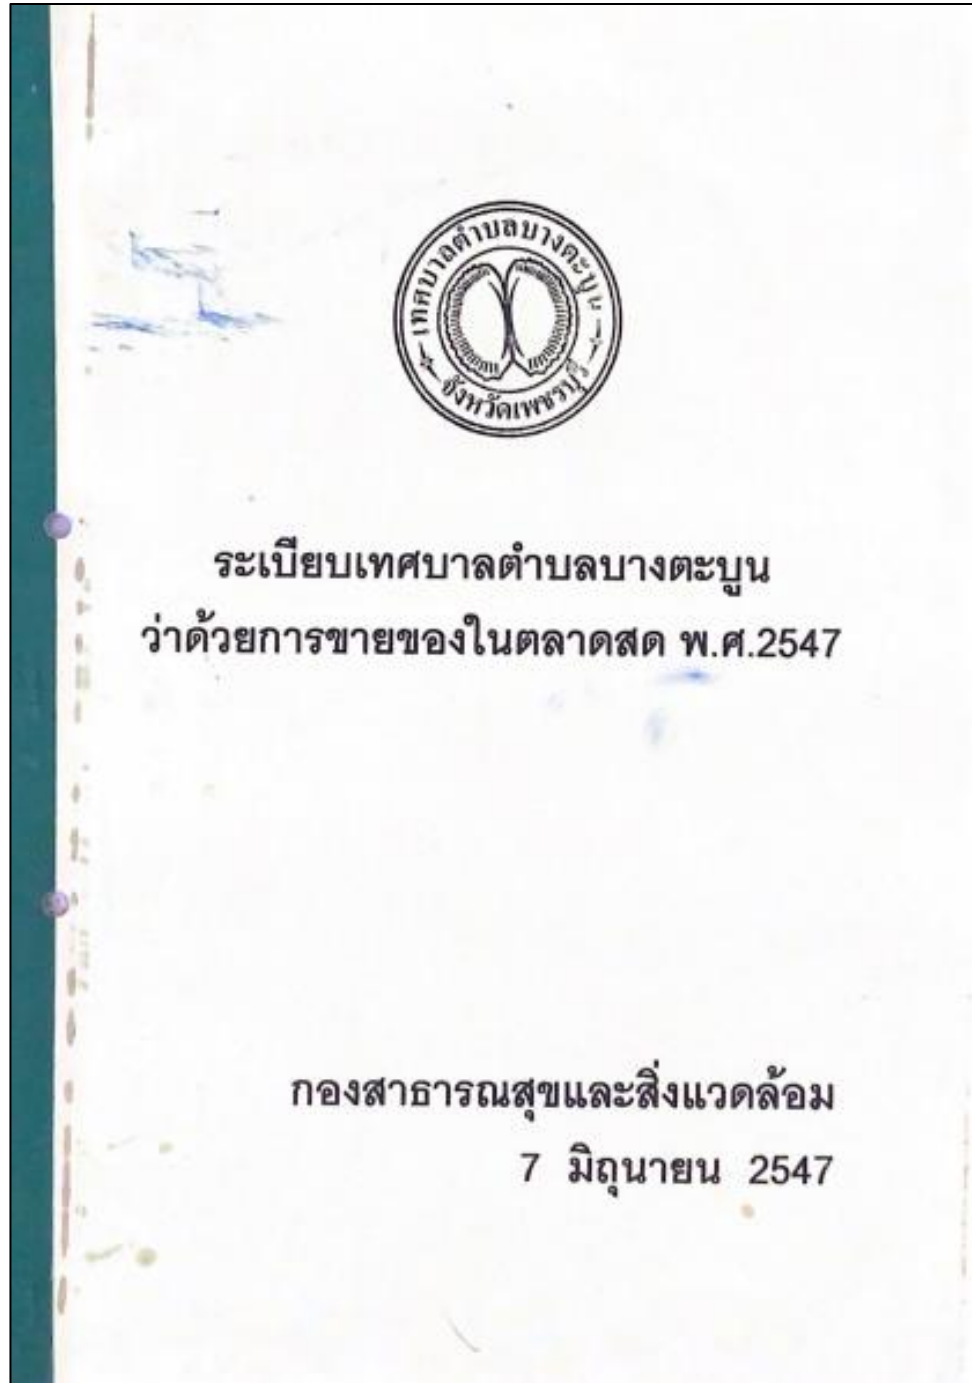 เทศบาลตำบลบางตะบูน
จังหวัดเพชรบุรี
ระเบียบเทศบาลตำบลบางตะบูน
ว่าด้วยการขายของในตลาดสด พ.ศ.2547
กองสาธารณสุขและสิ่งแวดล้อม
7 มิถุนายน 2547